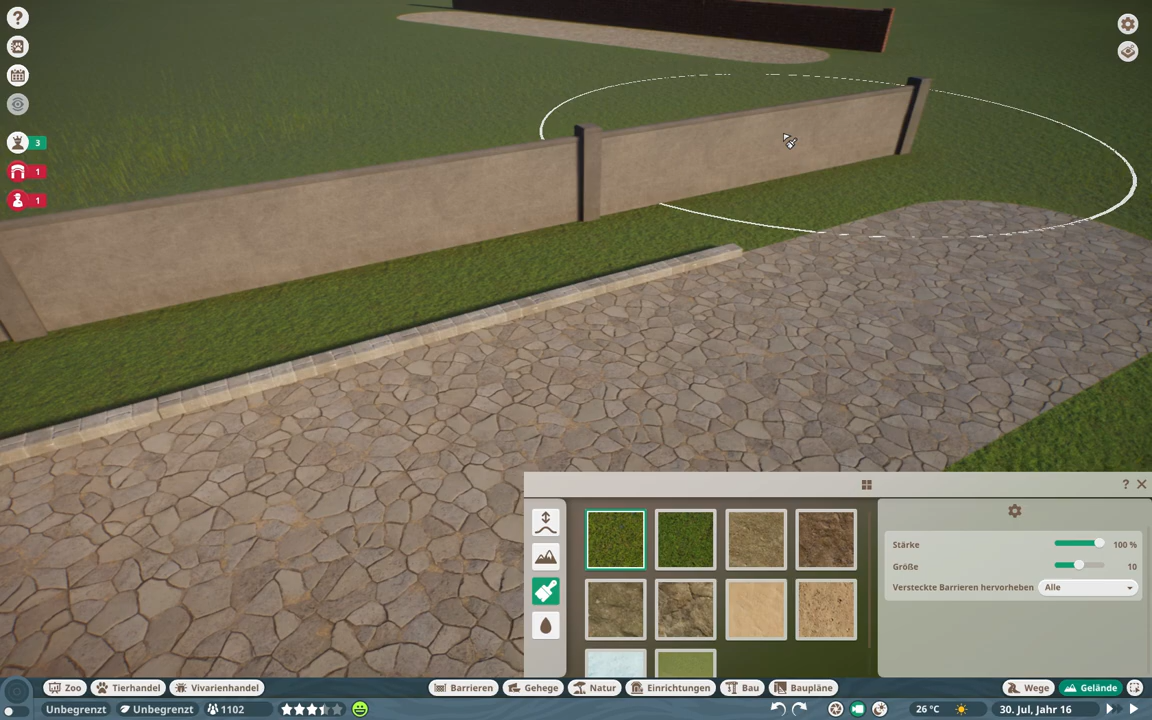 ?
3
1
1
?
Stärke 100 %
Größe 10
Versteckte Barrieren hervorheben Alle
Zoo Tierhandel Vivarienhandel Barrieren Gehege Natur Einrichtungen Bau Baupläne Wege Gelände
Unbegrenzt Unbegrenzt 1102 26 °C 30. Jul, Jahr 16